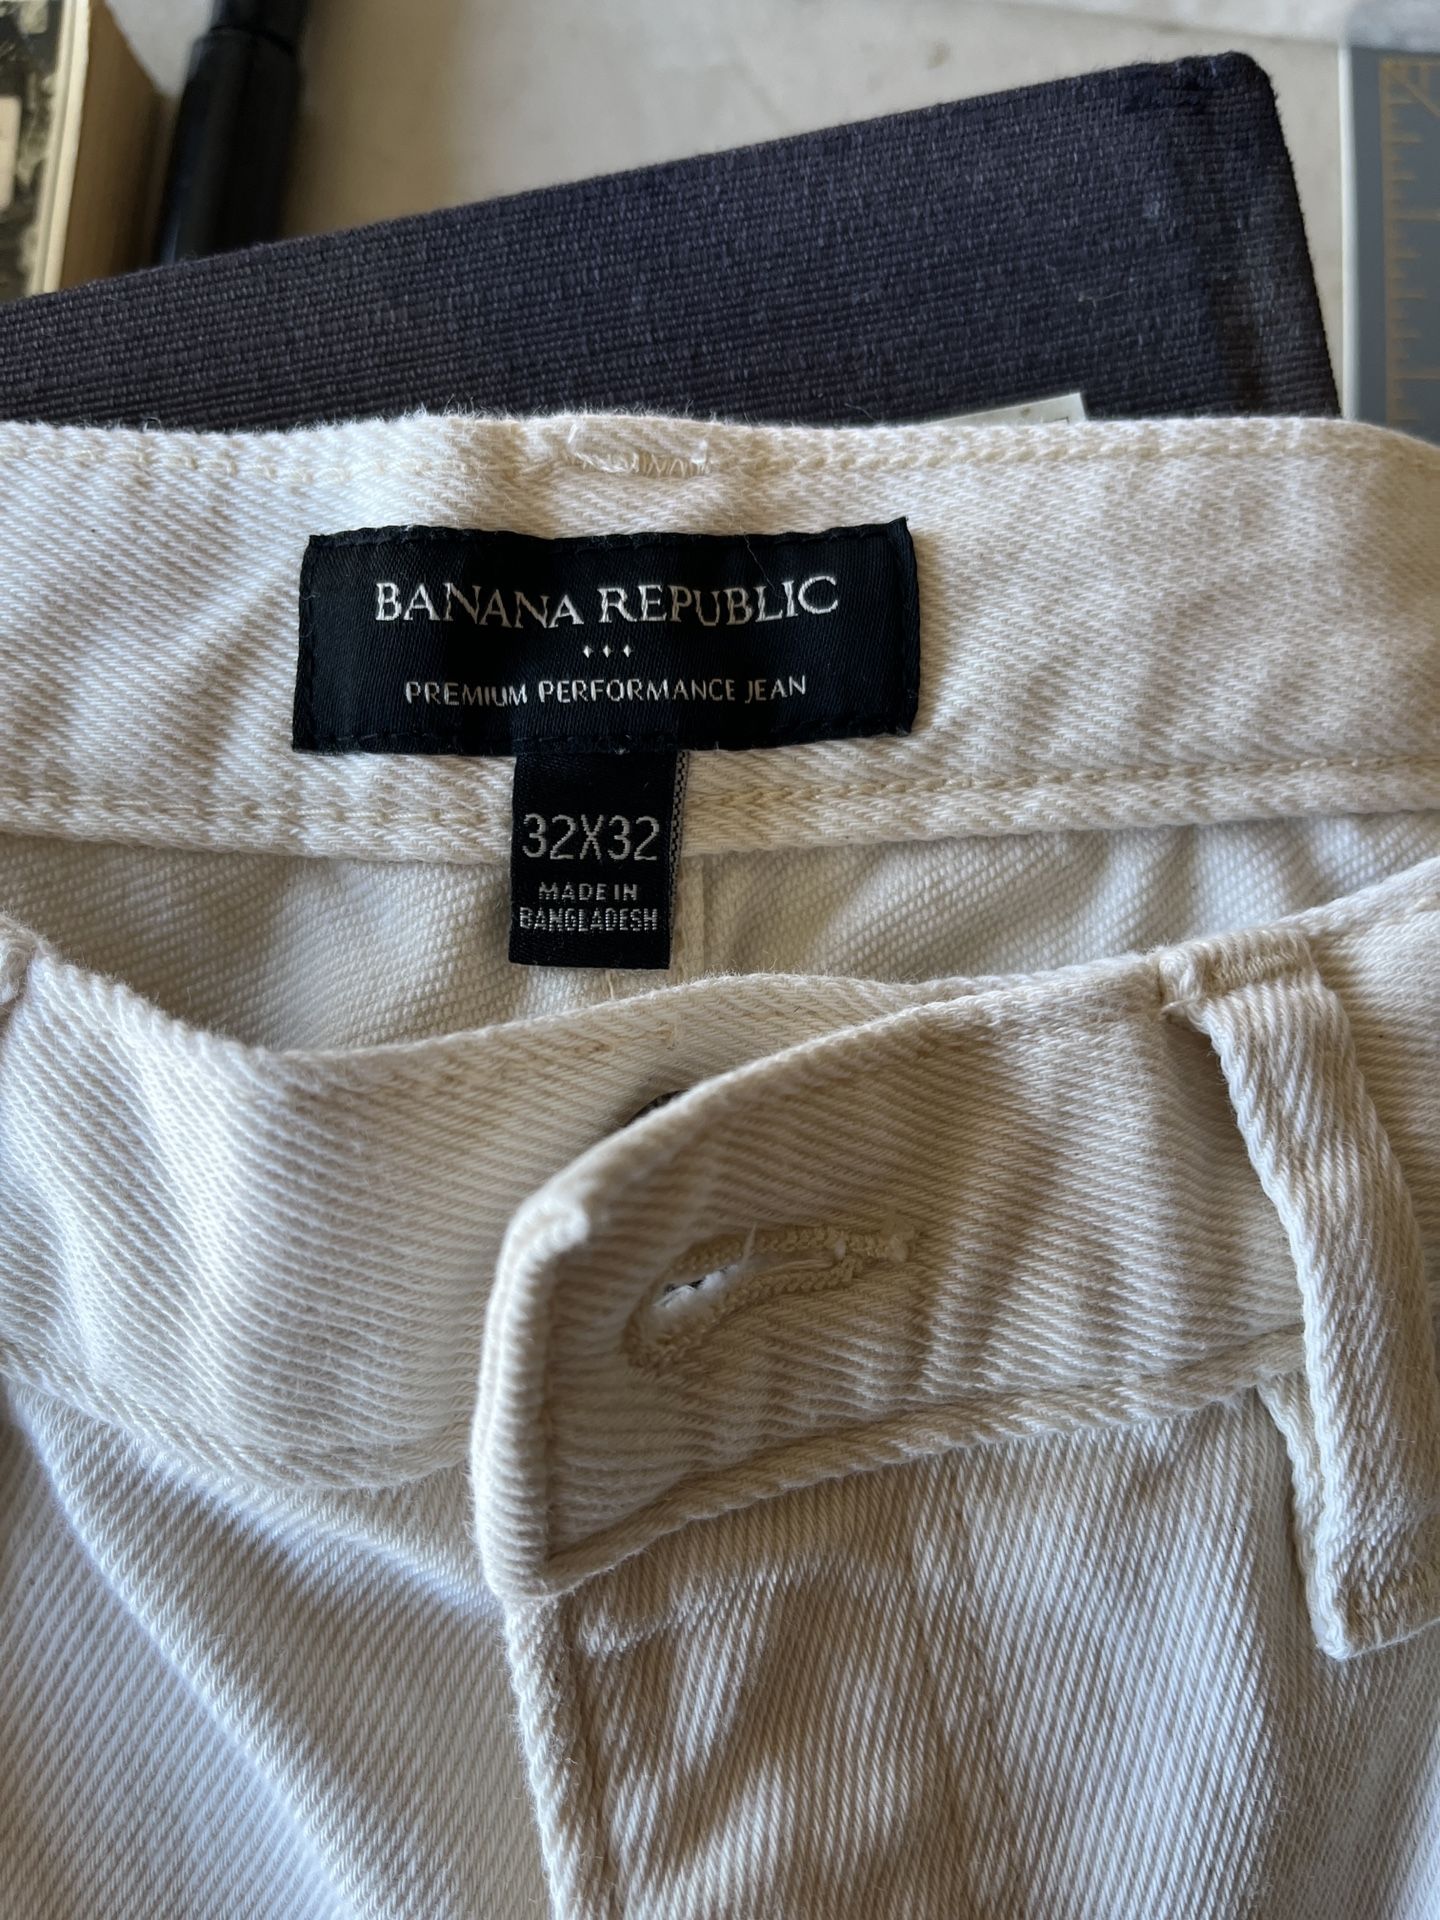 BANANA REPUBLIC
PREMIUM PERFORMANCE JEAN
32X32
MADE IN
BANGLADESH